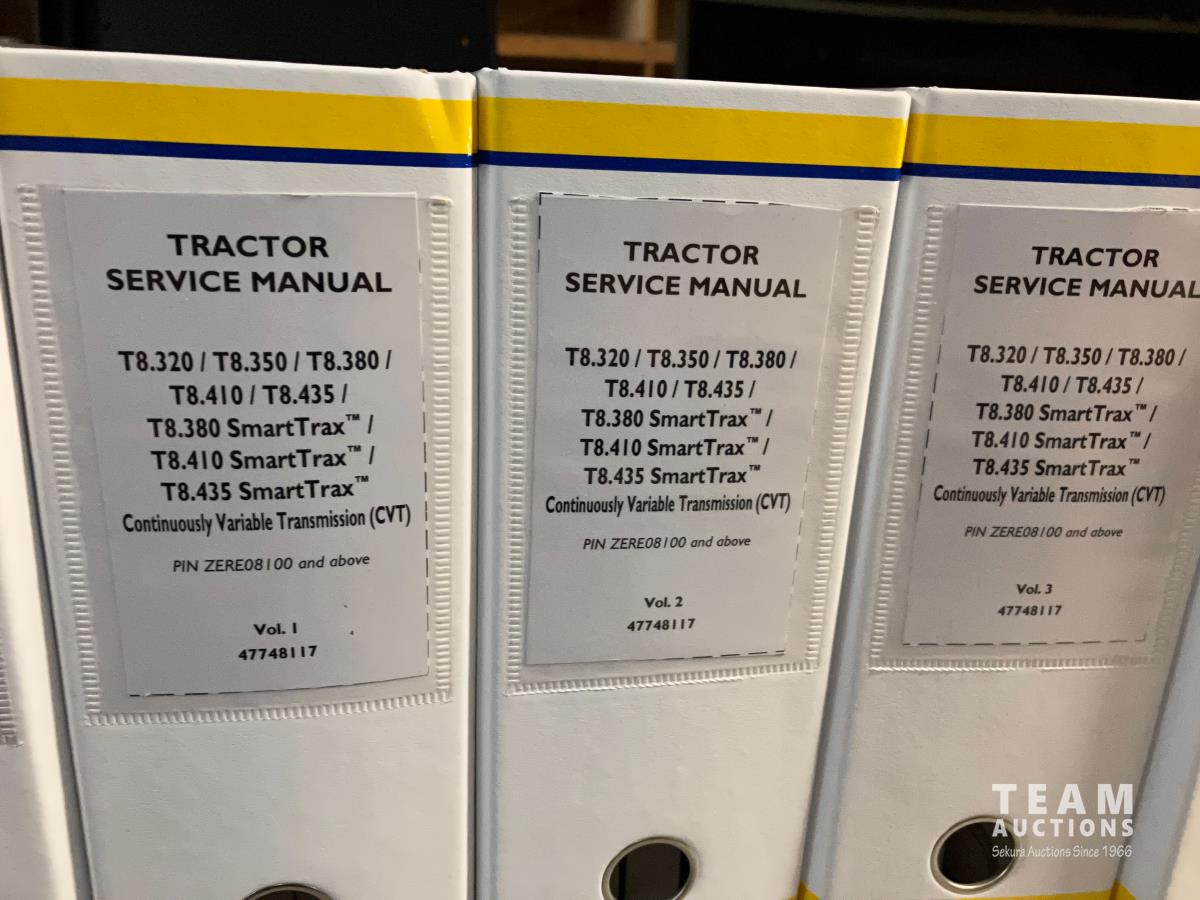 TRACTOR
SERVICE MANUAL
T8.320 / T8.350 / T8.380 /
T8.410 / T8.435 /
T8.380 SmartTrax™ /
T8.410 SmartTrax™ /
T8.435 SmartTrax™
Continuously Variable Transmission (CVT)
PIN ZERE08100 and above
Vol. 1
47748117
TRACTOR
SERVICE MANUAL
T8.320 / T8.350 / T8.380 /
T8.410 / T8.435 /
T8.380 SmartTrax™ /
T8.410 SmartTrax™ /
T8.435 SmartTrax™
Continuously Variable Transmission (CVT)
PIN ZERE08100 and above
Vol. 2
47748117
TRACTOR
SERVICE MANUAL
T8.320 / T8.350 / T8.380 /
T8.410 / T8.435 /
T8.380 SmartTrax™ /
T8.410 SmartTrax™ /
T8.435 SmartTrax™
Continuously Variable Transmission (CVT)
PIN ZERE08100 and above
Vol. 3
47748117
TEAM
AUCTIONS
Sekura Auctions Since 1966